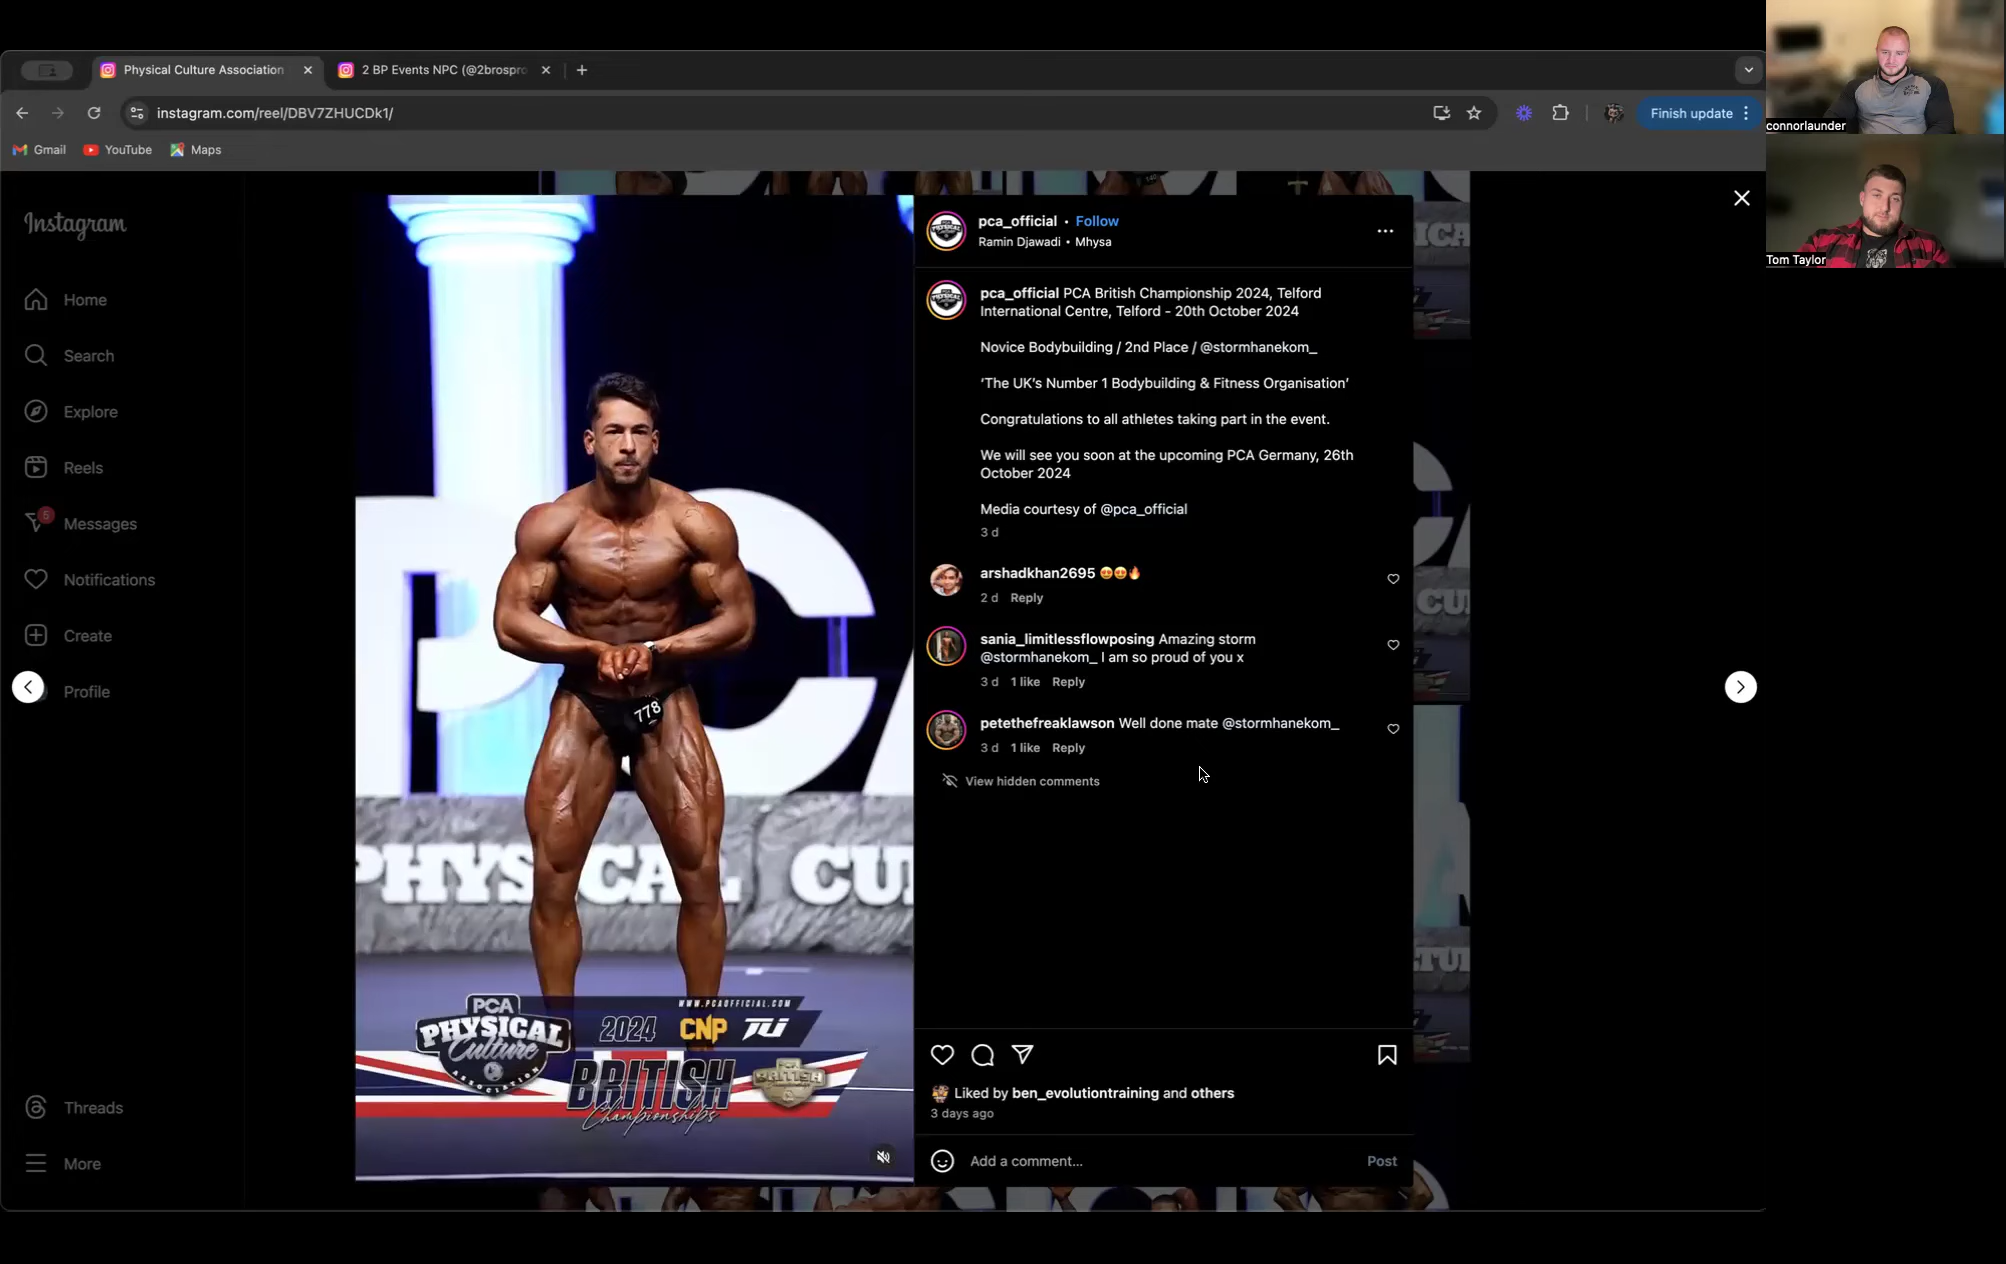 Physical Culture Association
2 BP Events NPC (@2brospro
instagram.com/reel/DBV7ZHUCDk1/
Finish update
Gmail
YouTube
Maps
connorlaunder
Tom Taylor
Instagram
Home
Search
Explore
Reels
5
Messages
Notifications
Create
Profile
Threads
More
PCA
PHYSICAL CU
778
WWW.PCAOFFICIAL.COM
PCA
PHYSICAL
Culture
ASSOCIATION
2024 CNP TU
BRITISH
Championships
BRITISH
pca_official • Follow
Ramin Djawadi • Mhysa
pca_official PCA British Championship 2024, Telford
International Centre, Telford - 20th October 2024
Novice Bodybuilding / 2nd Place / @stormhanekom_
‘The UK’s Number 1 Bodybuilding & Fitness Organisation’
Congratulations to all athletes taking part in the event.
We will see you soon at the upcoming PCA Germany, 26th
October 2024
Media courtesy of @pca_official
3 d
arshadkhan2695 😍😍🔥
2 d Reply
sania_limitlessflowposing Amazing storm
@stormhanekom_ I am so proud of you x
3 d 1 like Reply
petethefreaklawson Well done mate @stormhanekom_
3 d 1 like Reply
View hidden comments
Liked by ben_evolutiontraining and others
3 days ago
Add a comment...
Post